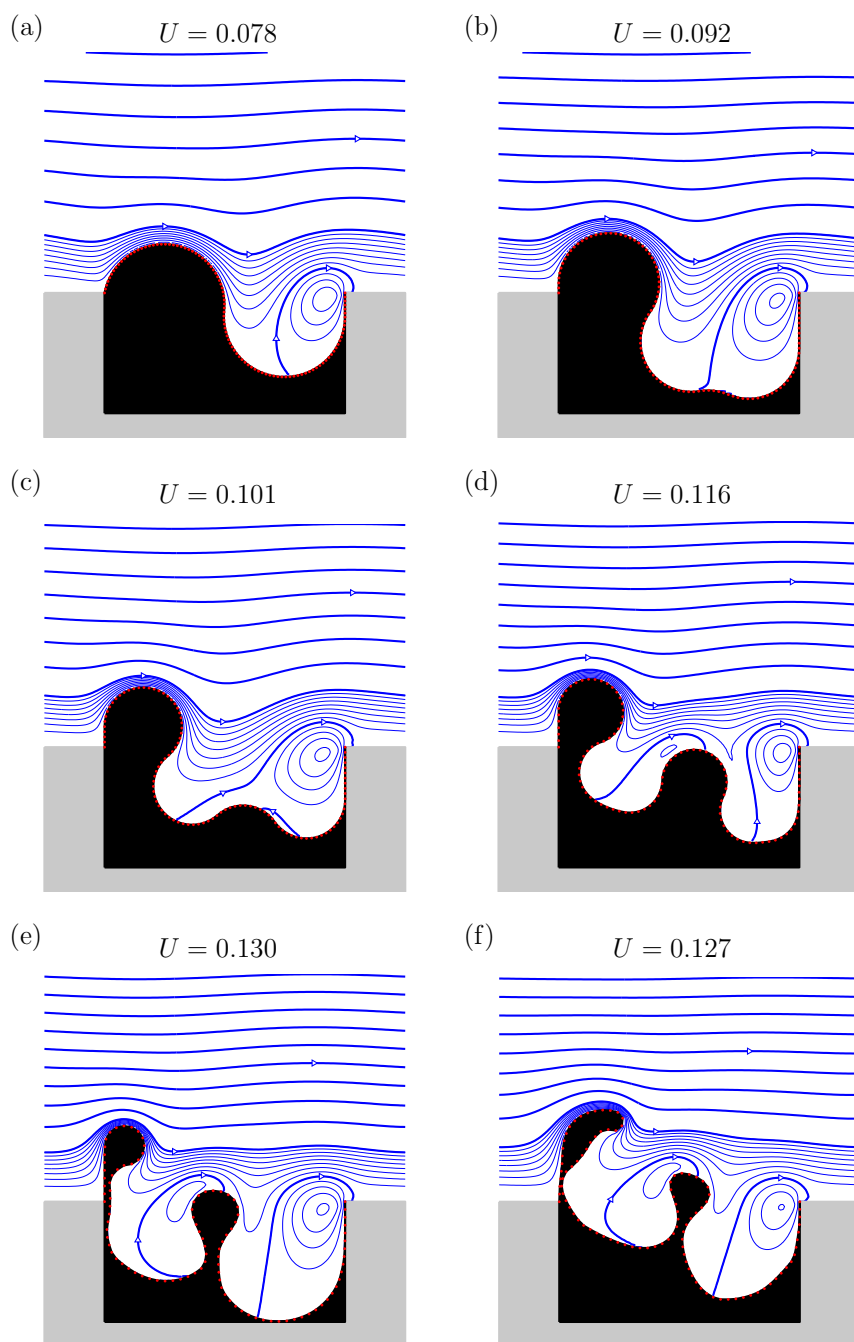 (a)
U = 0.078
(b)
U = 0.092
(c)
U = 0.101
(d)
U = 0.116
(e)
U = 0.130
(f)
U = 0.127